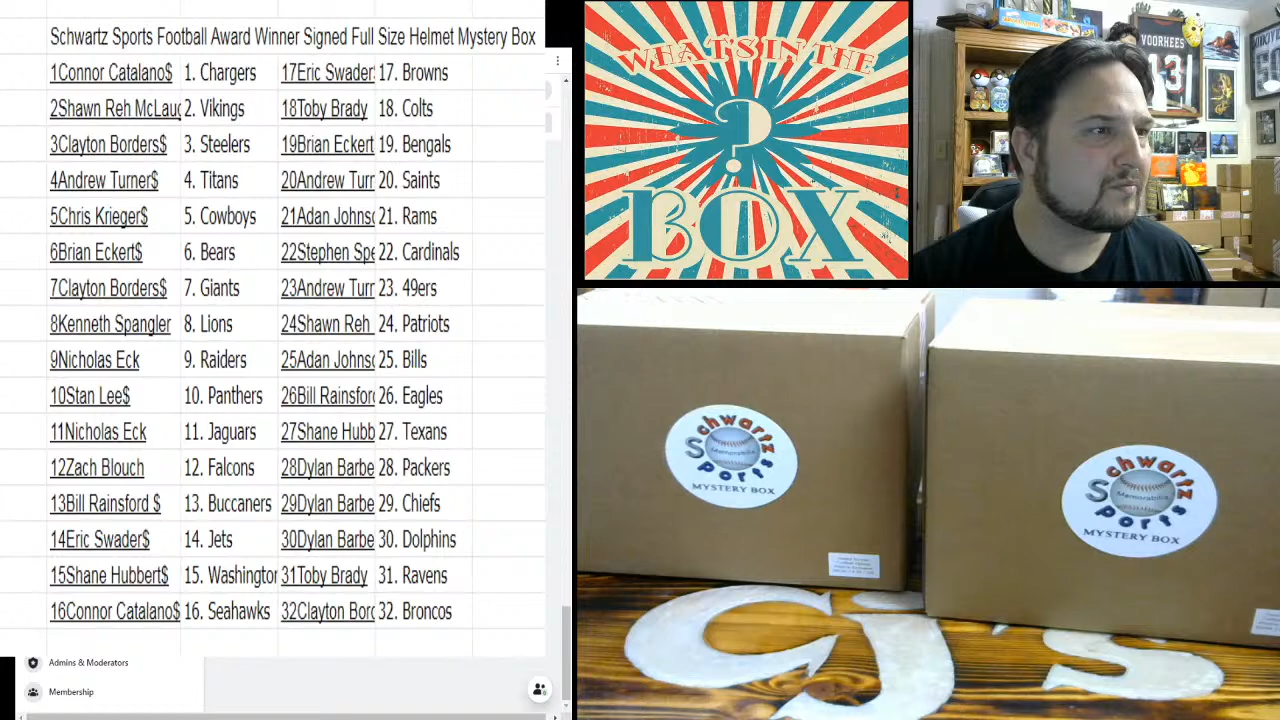 Schwartz Sports Football Award Winner Signed Full Size Helmet Mystery Box
1Connor Catalano$ 1. Chargers 17Eric Swader 17. Browns
2Shawn Reh McLaug 2. Vikings 18Toby Brady 18. Colts
3Clayton Borders$ 3. Steelers 19Brian Eckert 19. Bengals
4Andrew Turner$ 4. Titans 20Andrew Turr 20. Saints
5Chris Krieger$ 5. Cowboys 21Adan Johnso 21. Rams
6Brian Eckert$ 6. Bears 22Stephen Spe 22. Cardinals
7Clayton Borders$ 7. Giants 23Andrew Turr 23. 49ers
8Kenneth Spangler 8. Lions 24Shawn Reh 24. Patriots
9Nicholas Eck 9. Raiders 25Adan Johnso 25. Bills
10Stan Lee$ 10. Panthers 26Bill Rainsfor 26. Eagles
11Nicholas Eck 11. Jaguars 27Shane Hubb 27. Texans
12Zach Blouch 12. Falcons 28Dylan Barbe 28. Packers
13Bill Rainsford $ 13. Buccaners 29Dylan Barbe 29. Chiefs
14Eric Swader$ 14. Jets 30Dylan Barbe 30. Dolphins
15Shane Hubbert$ 15. Washington 31Toby Brady 31. Ravens
16Connor Catalano$ 16. Seahawks 32Clayton Bord 32. Broncos
Admins & Moderators
Membership
WHAT'S IN THE
?
BOX
VOORHEES
13
Schwartz
Memorabilia
Sports
MYSTERY BOX
Schwartz
Memorabilia
Sports
MYSTERY BOX
CJ's